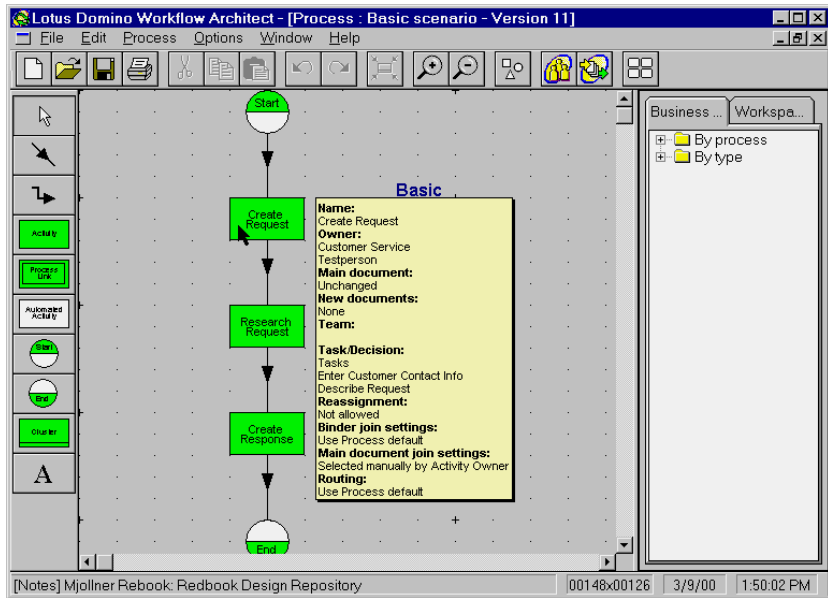 Lotus Domino Workflow Architect - [Process : Basic scenario - Version 11]
File Edit Process Options Window Help
Start
Business ... Workspa...
By process
By type
Basic
Create
Request
Name:
Create Request
Owner:
Customer Service
Testperson
Main document:
Unchanged
New documents:
None
Team:
Task/Decision:
Tasks
Enter Customer Contact Info
Describe Request
Reassignment:
Not allowed
Binder join settings:
Use Process default
Main document join settings:
Selected manually by Activity Owner
Routing:
Use Process default
Activity
Process
Link
Automated
Activity
Start
End
Cluster
A
Research
Request
Create
Response
End
[Notes] Mjollner Rebook: Redbook Design Repository 00148x00126 3/9/00 1:50:02 PM